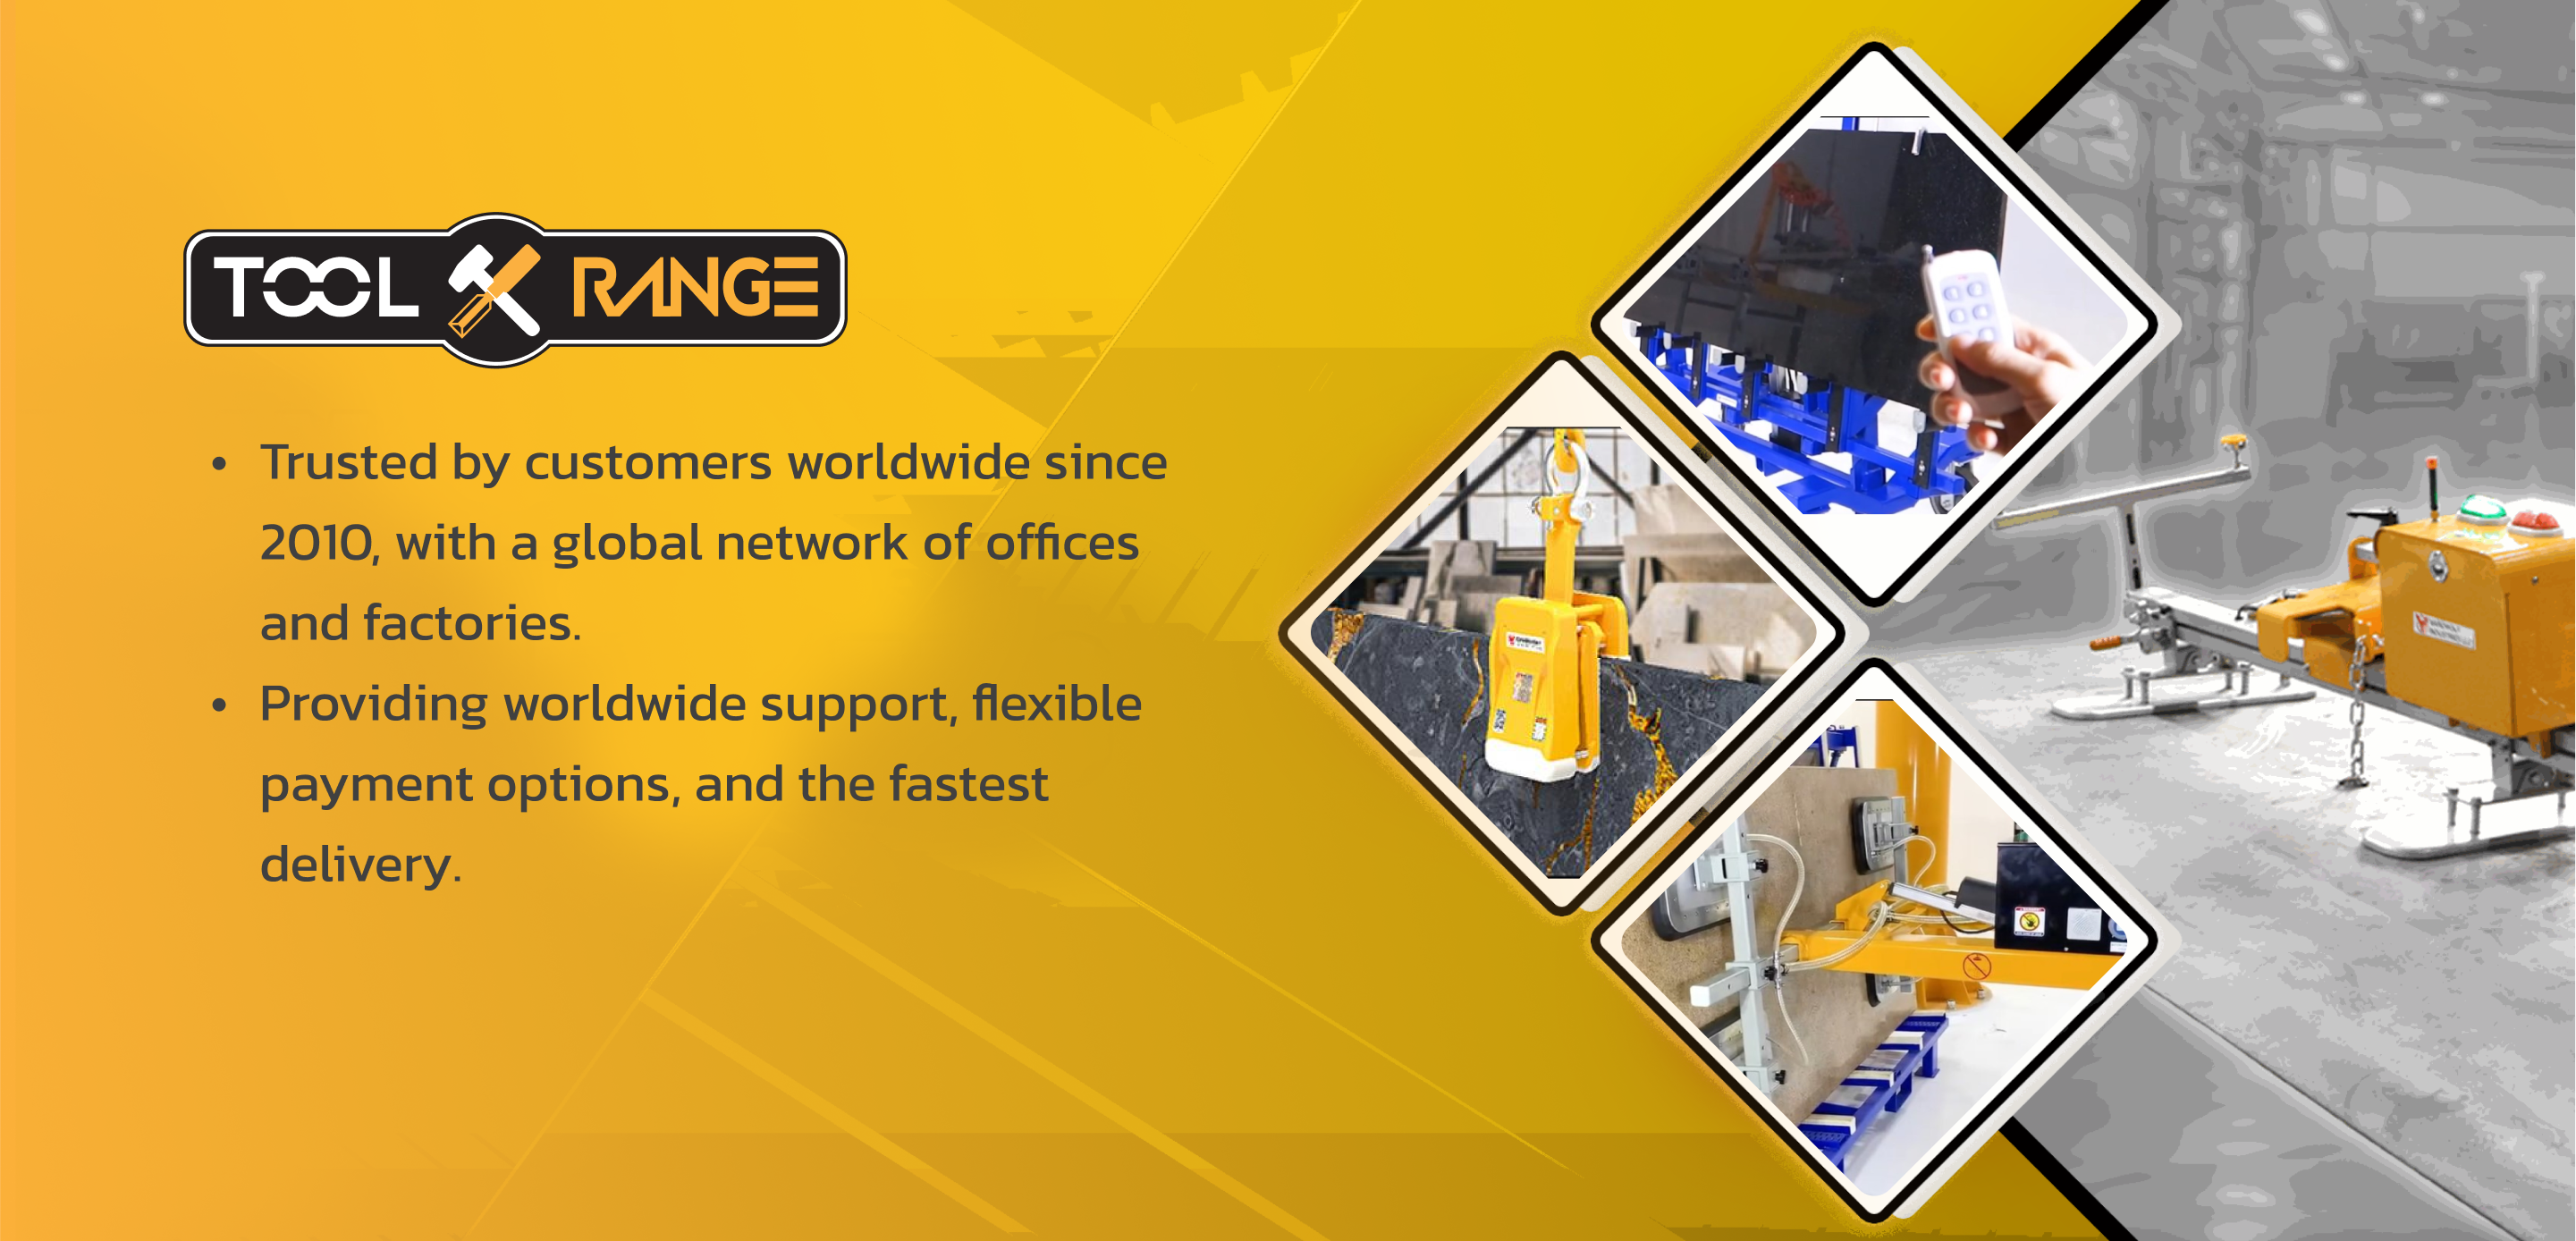 TOOL RANGE
• Trusted by customers worldwide since
2010, with a global network of offices
and factories.
• Providing worldwide support, flexible
payment options, and the fastest
delivery.